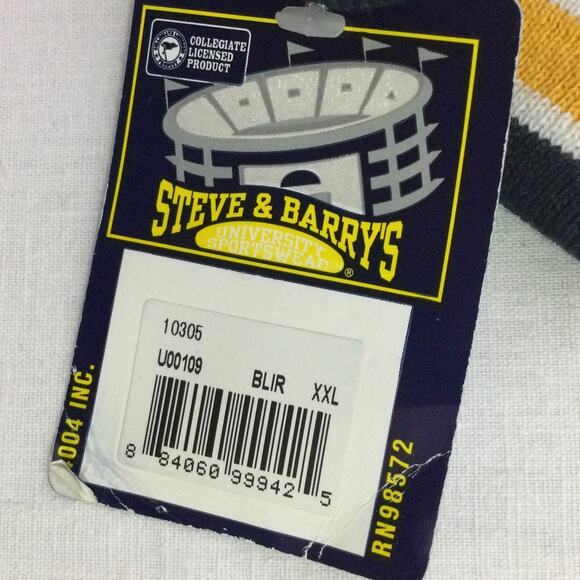 COLLEGIATE
LICENSED
PRODUCT
STEVE & BARRY'S
UNIVERSITY
SPORTSWEAR
®
10305
U00109
BLIR XXL
8 84060 99942 5
004 INC.
RN98572